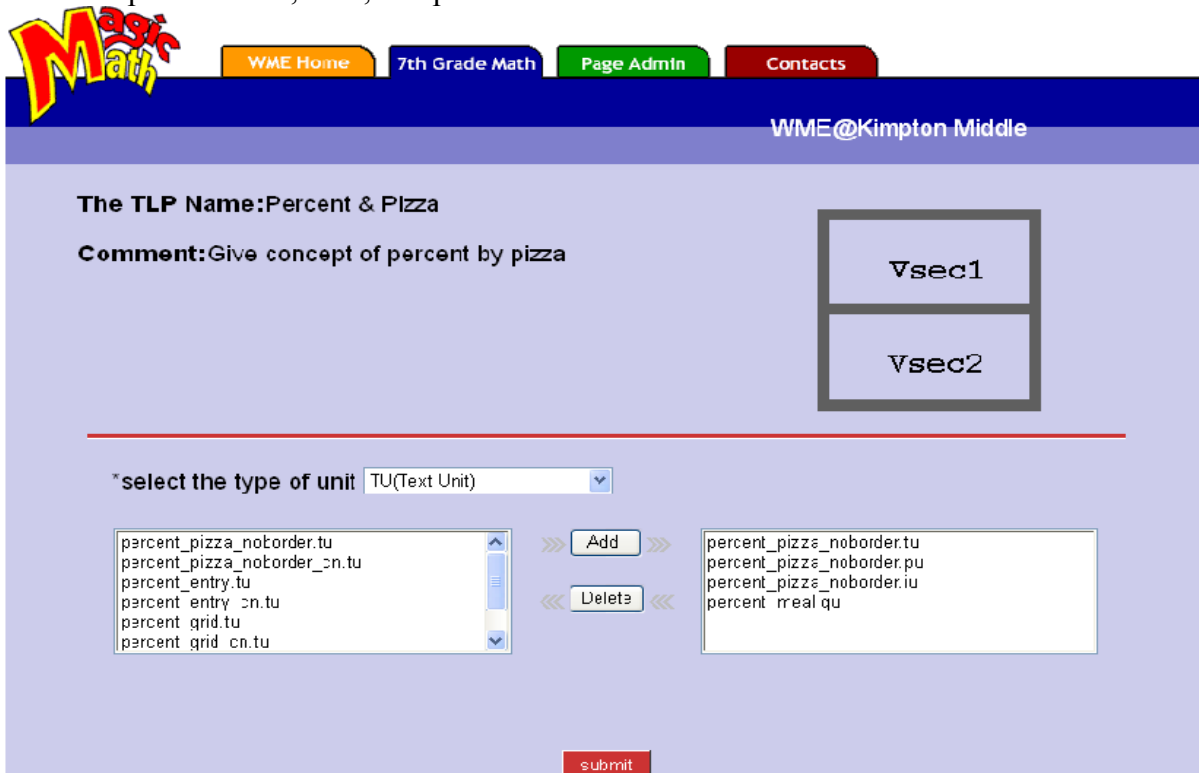 Magic
Math
WME Home
7th Grade Math
Page Admin
Contacts
WME@Kimpton Middle
The TLP Name:Percent & Pizza
Comment:Give concept of percent by pizza
Vsec1
Vsec2
*select the type of unit TU(Text Unit)
percent_pizza_noborder.tu
percent_pizza_noborder_cn.tu
percent_entry.tu
percent_entry_cn.tu
percent_grid.tu
percent_grid_cn.tu
Add
Delete
percent_pizza_noborder.tu
percent_pizza_noborder.pu
percent_pizza_noborder.iu
percent_meal.qu
submit